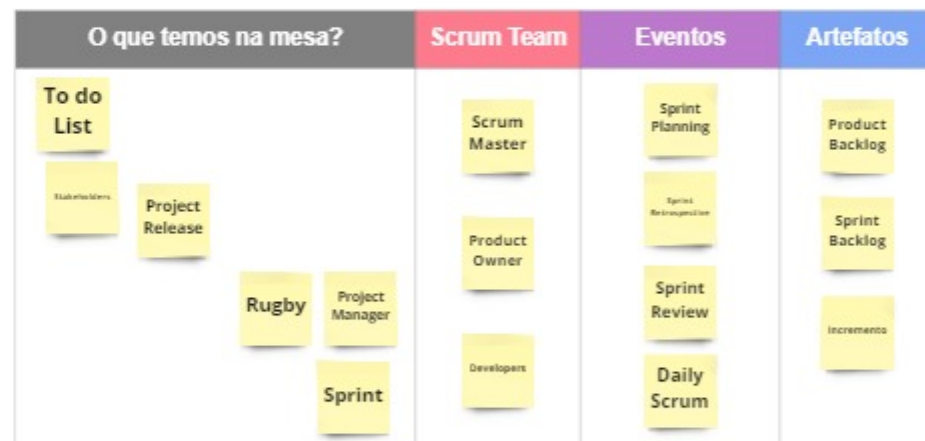 O que temos na mesa?
Scrum Team
Eventos
Artefatos
To do
List
Stakeholders
Project
Release
Rugby
Project
Manager
Sprint
Scrum
Master
Product
Owner
Developers
Sprint
Planning
Sprint
Retrospective
Sprint
Review
Daily
Scrum
Product
Backlog
Sprint
Backlog
Incremento